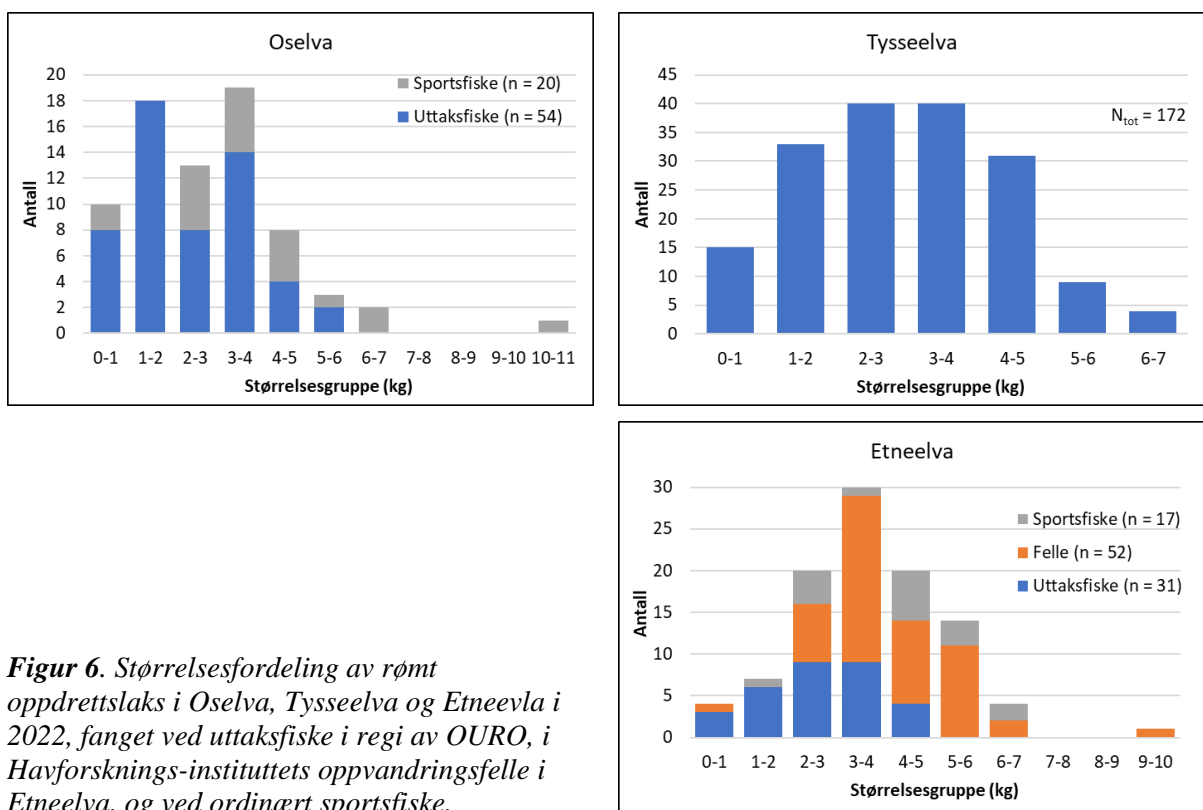 Oselva
20
18
16
14
12
10
8
6
4
2
0
Antall
Sportsfiske (n = 20)
Uttaksfiske (n = 54)
0-1 1-2 2-3 3-4 4-5 5-6 6-7 7-8 8-9 9-10 10-11
Størrelsesgruppe (kg)
Tysseelva
45
40
35
30
25
20
15
10
5
0
Antall
Ntot = 172
0-1 1-2 2-3 3-4 4-5 5-6 6-7
Størrelsesgruppe (kg)
Etneelva
30
25
20
15
10
5
0
Antall
Sportsfiske (n = 17)
Felle (n = 52)
Uttaksfiske (n = 31)
0-1 1-2 2-3 3-4 4-5 5-6 6-7 7-8 8-9 9-10
Størrelsesgruppe (kg)
Figur 6. Størrelsesfordeling av rømt
oppdrettslaks i Oselva, Tysseelva og Etneevla i
2022, fanget ved uttaksfiske i regi av OURO, i
Havforsknings-instituttets oppvandringsfelle i
Etneelva, og ved ordinært sportsfiske.